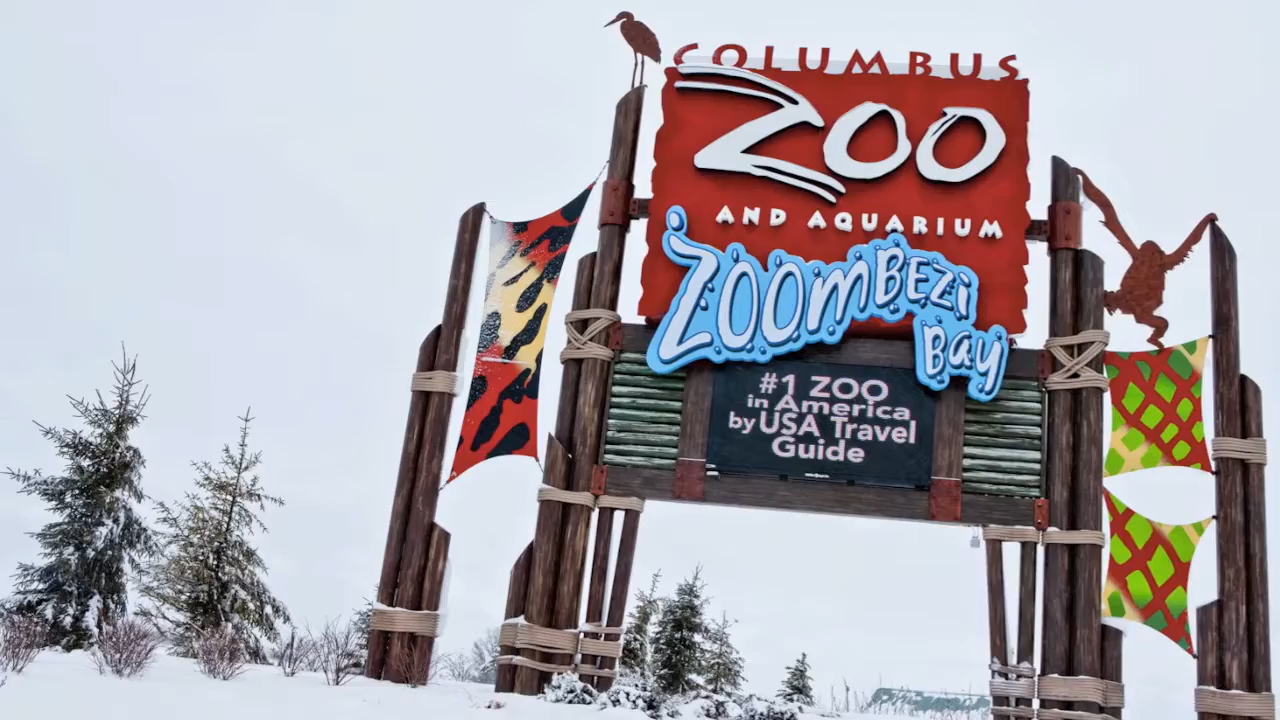 COLUMBUS
ZOO
AND AQUARIUM
ZOOMBEZI
BAY
#1 ZOO
in America
by USA Travel
Guide